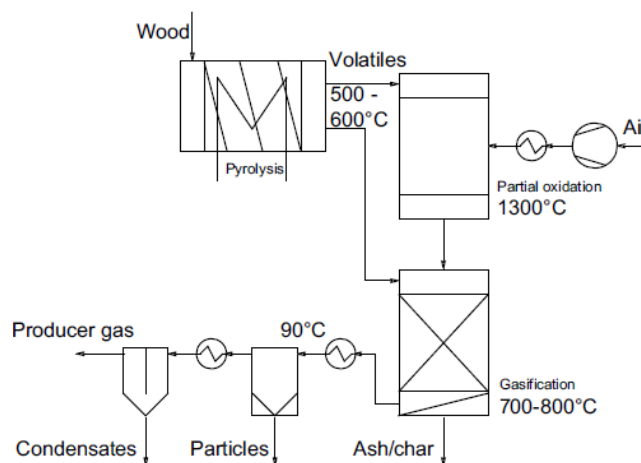 Wood
Volatiles
500 -
600°C
Pyrolysis
Ai
Partial oxidation
1300°C
Producer gas
90°C
Gasification
700-800°C
Condensates
Particles
Ash/char